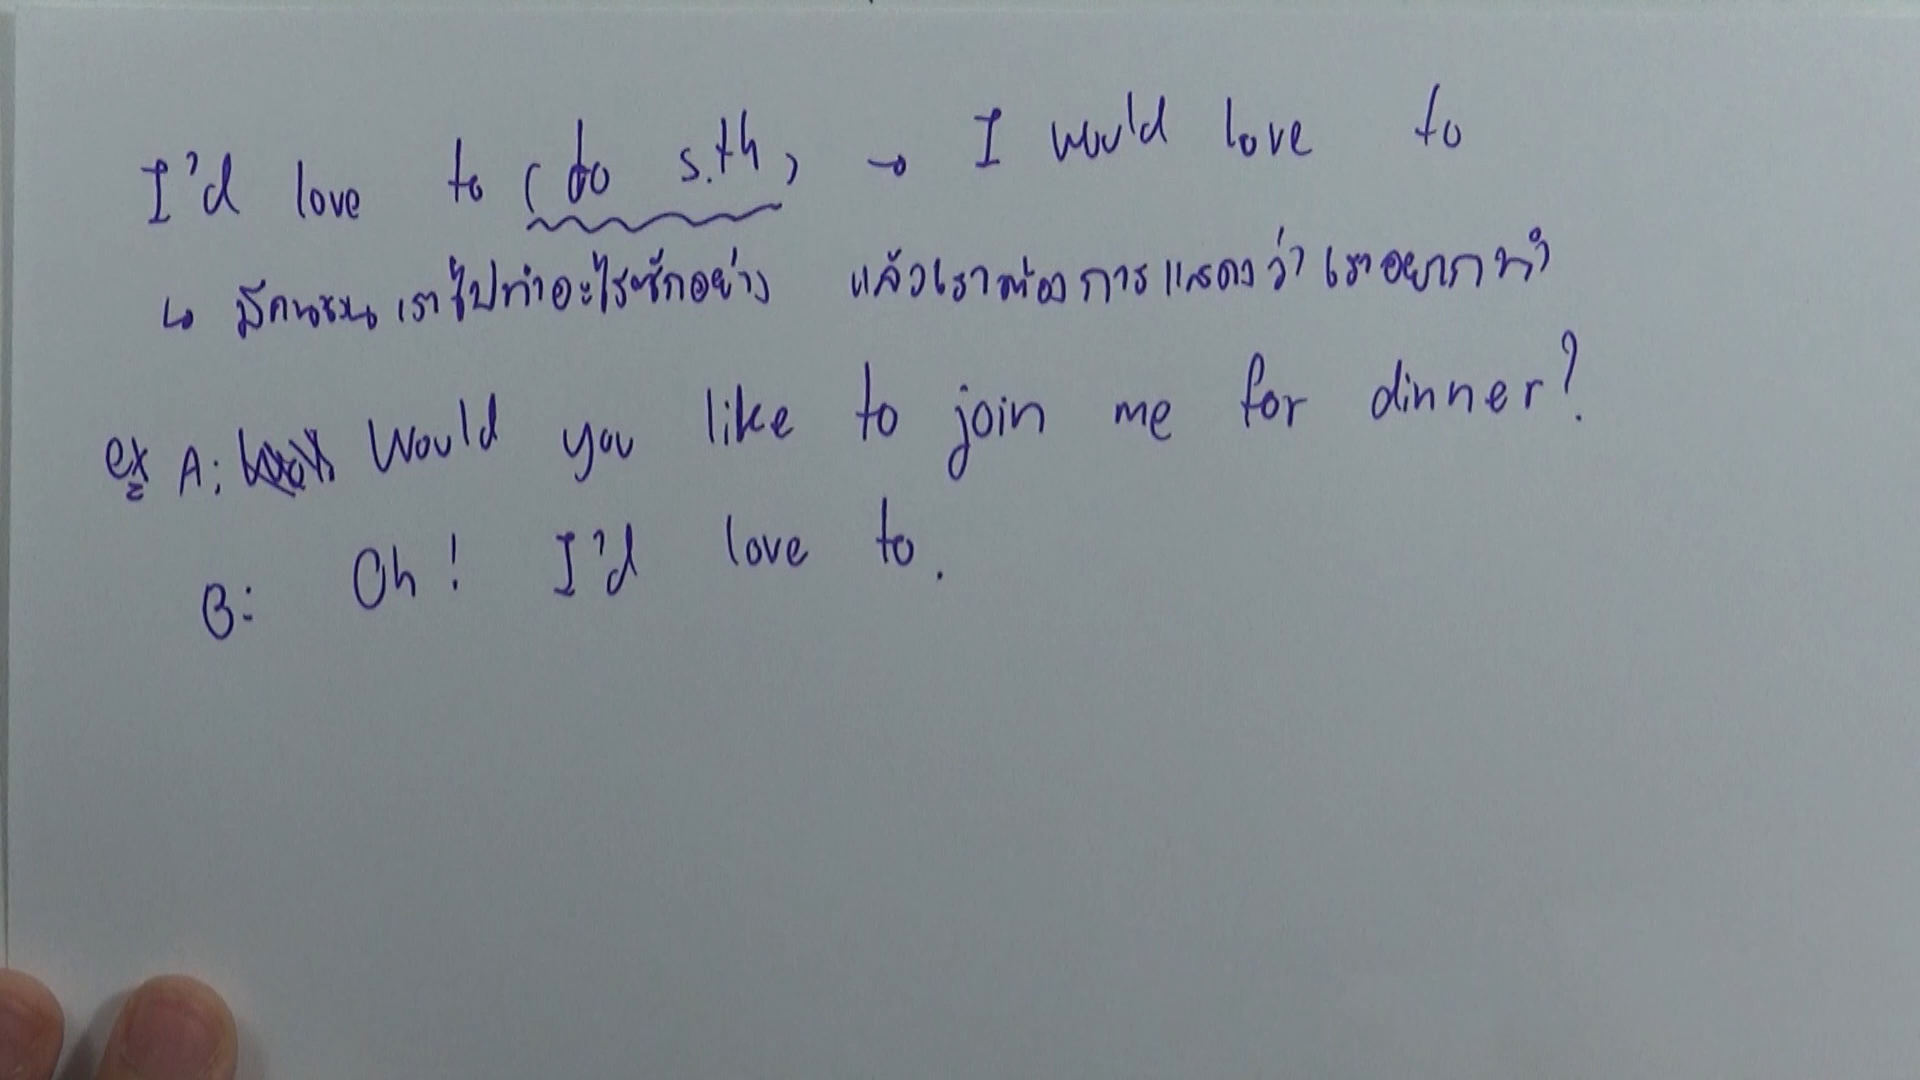 I'd love to (do s.th) → I would love to
↳ มีคนชวนเราไปทำอะไรซักอย่าง แล้วเราต้องการแสดงว่าเราอยากทำ
ex A: Would you like to join me for dinner?
B: Oh! I'd love to.